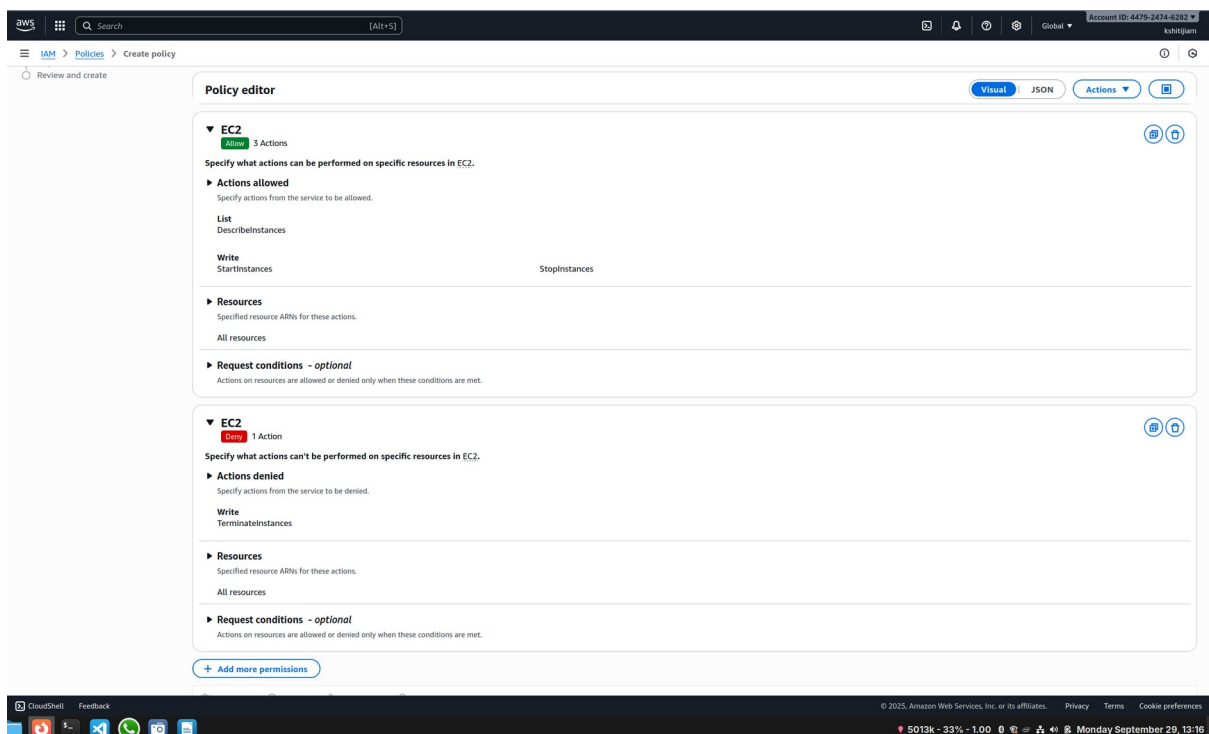 aws
Search [Alt+S]
Global ▼
Account ID: 4479-2474-6282 ▼
kshitijiam
IAM > Policies > Create policy
Review and create
Policy editor
Visual JSON
Actions ▼
EC2
Allow 3 Actions
Specify what actions can be performed on specific resources in EC2.
Actions allowed
Specify actions from the service to be allowed.
List
DescribeInstances
Write
StartInstances StopInstances
Resources
Specified resource ARNs for these actions.
All resources
Request conditions - optional
Actions on resources are allowed or denied only when these conditions are met.
EC2
Deny 1 Action
Specify what actions can't be performed on specific resources in EC2.
Actions denied
Specify actions from the service to be denied.
Write
TerminateInstances
Resources
Specified resource ARNs for these actions.
All resources
Request conditions - optional
Actions on resources are allowed or denied only when these conditions are met.
+ Add more permissions
CloudShell Feedback © 2025, Amazon Web Services, Inc. or its affiliates. Privacy Terms Cookie preferences
5013k - 33% - 1.00 Monday September 29, 13:16